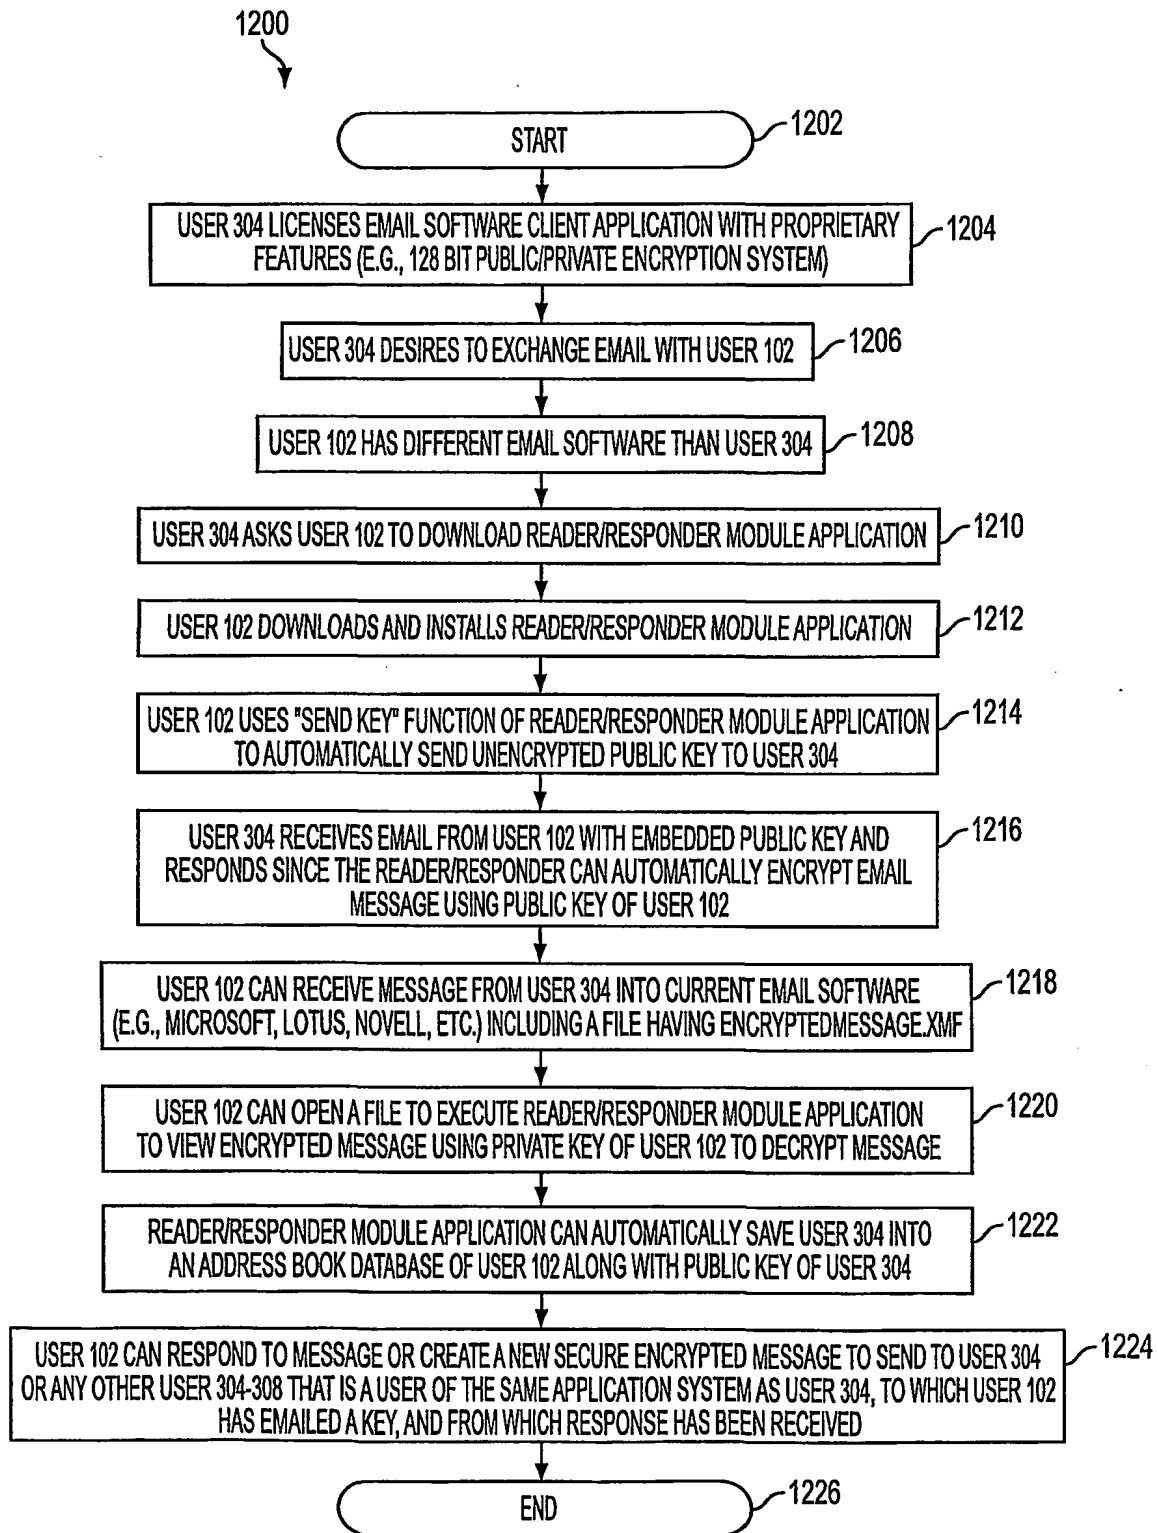 1200
START
1202
USER 304 LICENSES EMAIL SOFTWARE CLIENT APPLICATION WITH PROPRIETARY
FEATURES (E.G., 128 BIT PUBLIC/PRIVATE ENCRYPTION SYSTEM)
1204
USER 304 DESIRES TO EXCHANGE EMAIL WITH USER 102
1206
USER 102 HAS DIFFERENT EMAIL SOFTWARE THAN USER 304
1208
USER 304 ASKS USER 102 TO DOWNLOAD READER/RESPONDER MODULE APPLICATION
1210
USER 102 DOWNLOADS AND INSTALLS READER/RESPONDER MODULE APPLICATION
1212
USER 102 USES "SEND KEY" FUNCTION OF READER/RESPONDER MODULE APPLICATION
TO AUTOMATICALLY SEND UNENCRYPTED PUBLIC KEY TO USER 304
1214
USER 304 RECEIVES EMAIL FROM USER 102 WITH EMBEDDED PUBLIC KEY AND
RESPONDS SINCE THE READER/RESPONDER CAN AUTOMATICALLY ENCRYPT EMAIL
MESSAGE USING PUBLIC KEY OF USER 102
1216
USER 102 CAN RECEIVE MESSAGE FROM USER 304 INTO CURRENT EMAIL SOFTWARE
(E.G., MICROSOFT, LOTUS, NOVELL, ETC.) INCLUDING A FILE HAVING ENCRYPTEDMESSAGE.XMF
1218
USER 102 CAN OPEN A FILE TO EXECUTE READER/RESPONDER MODULE APPLICATION
TO VIEW ENCRYPTED MESSAGE USING PRIVATE KEY OF USER 102 TO DECRYPT MESSAGE
1220
READER/RESPONDER MODULE APPLICATION CAN AUTOMATICALLY SAVE USER 304 INTO
AN ADDRESS BOOK DATABASE OF USER 102 ALONG WITH PUBLIC KEY OF USER 304
1222
USER 102 CAN RESPOND TO MESSAGE OR CREATE A NEW SECURE ENCRYPTED MESSAGE TO SEND TO USER 304
OR ANY OTHER USER 304-308 THAT IS A USER OF THE SAME APPLICATION SYSTEM AS USER 304, TO WHICH USER 102
HAS EMAILED A KEY, AND FROM WHICH RESPONSE HAS BEEN RECEIVED
1224
END
1226